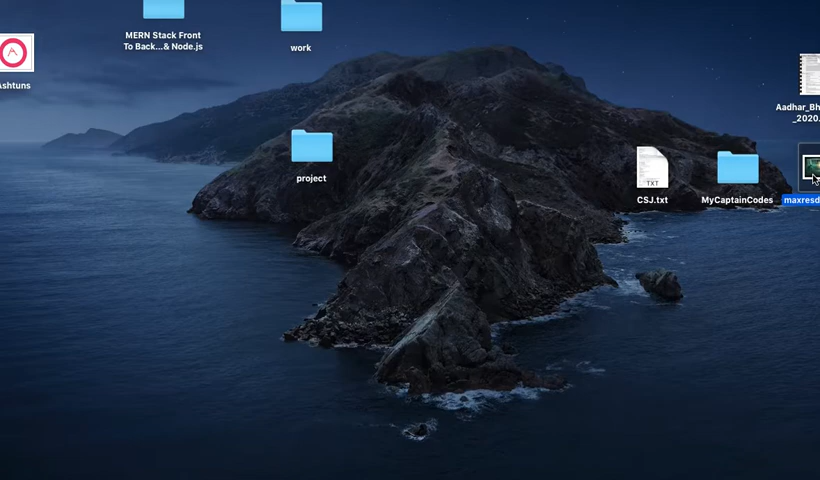 MERN Stack Front
To Back...& Node.js
work
Ashtuns
Aadhar_Bh
_2020.
project
TXT
CSJ.txt
MyCaptainCodes
maxresd